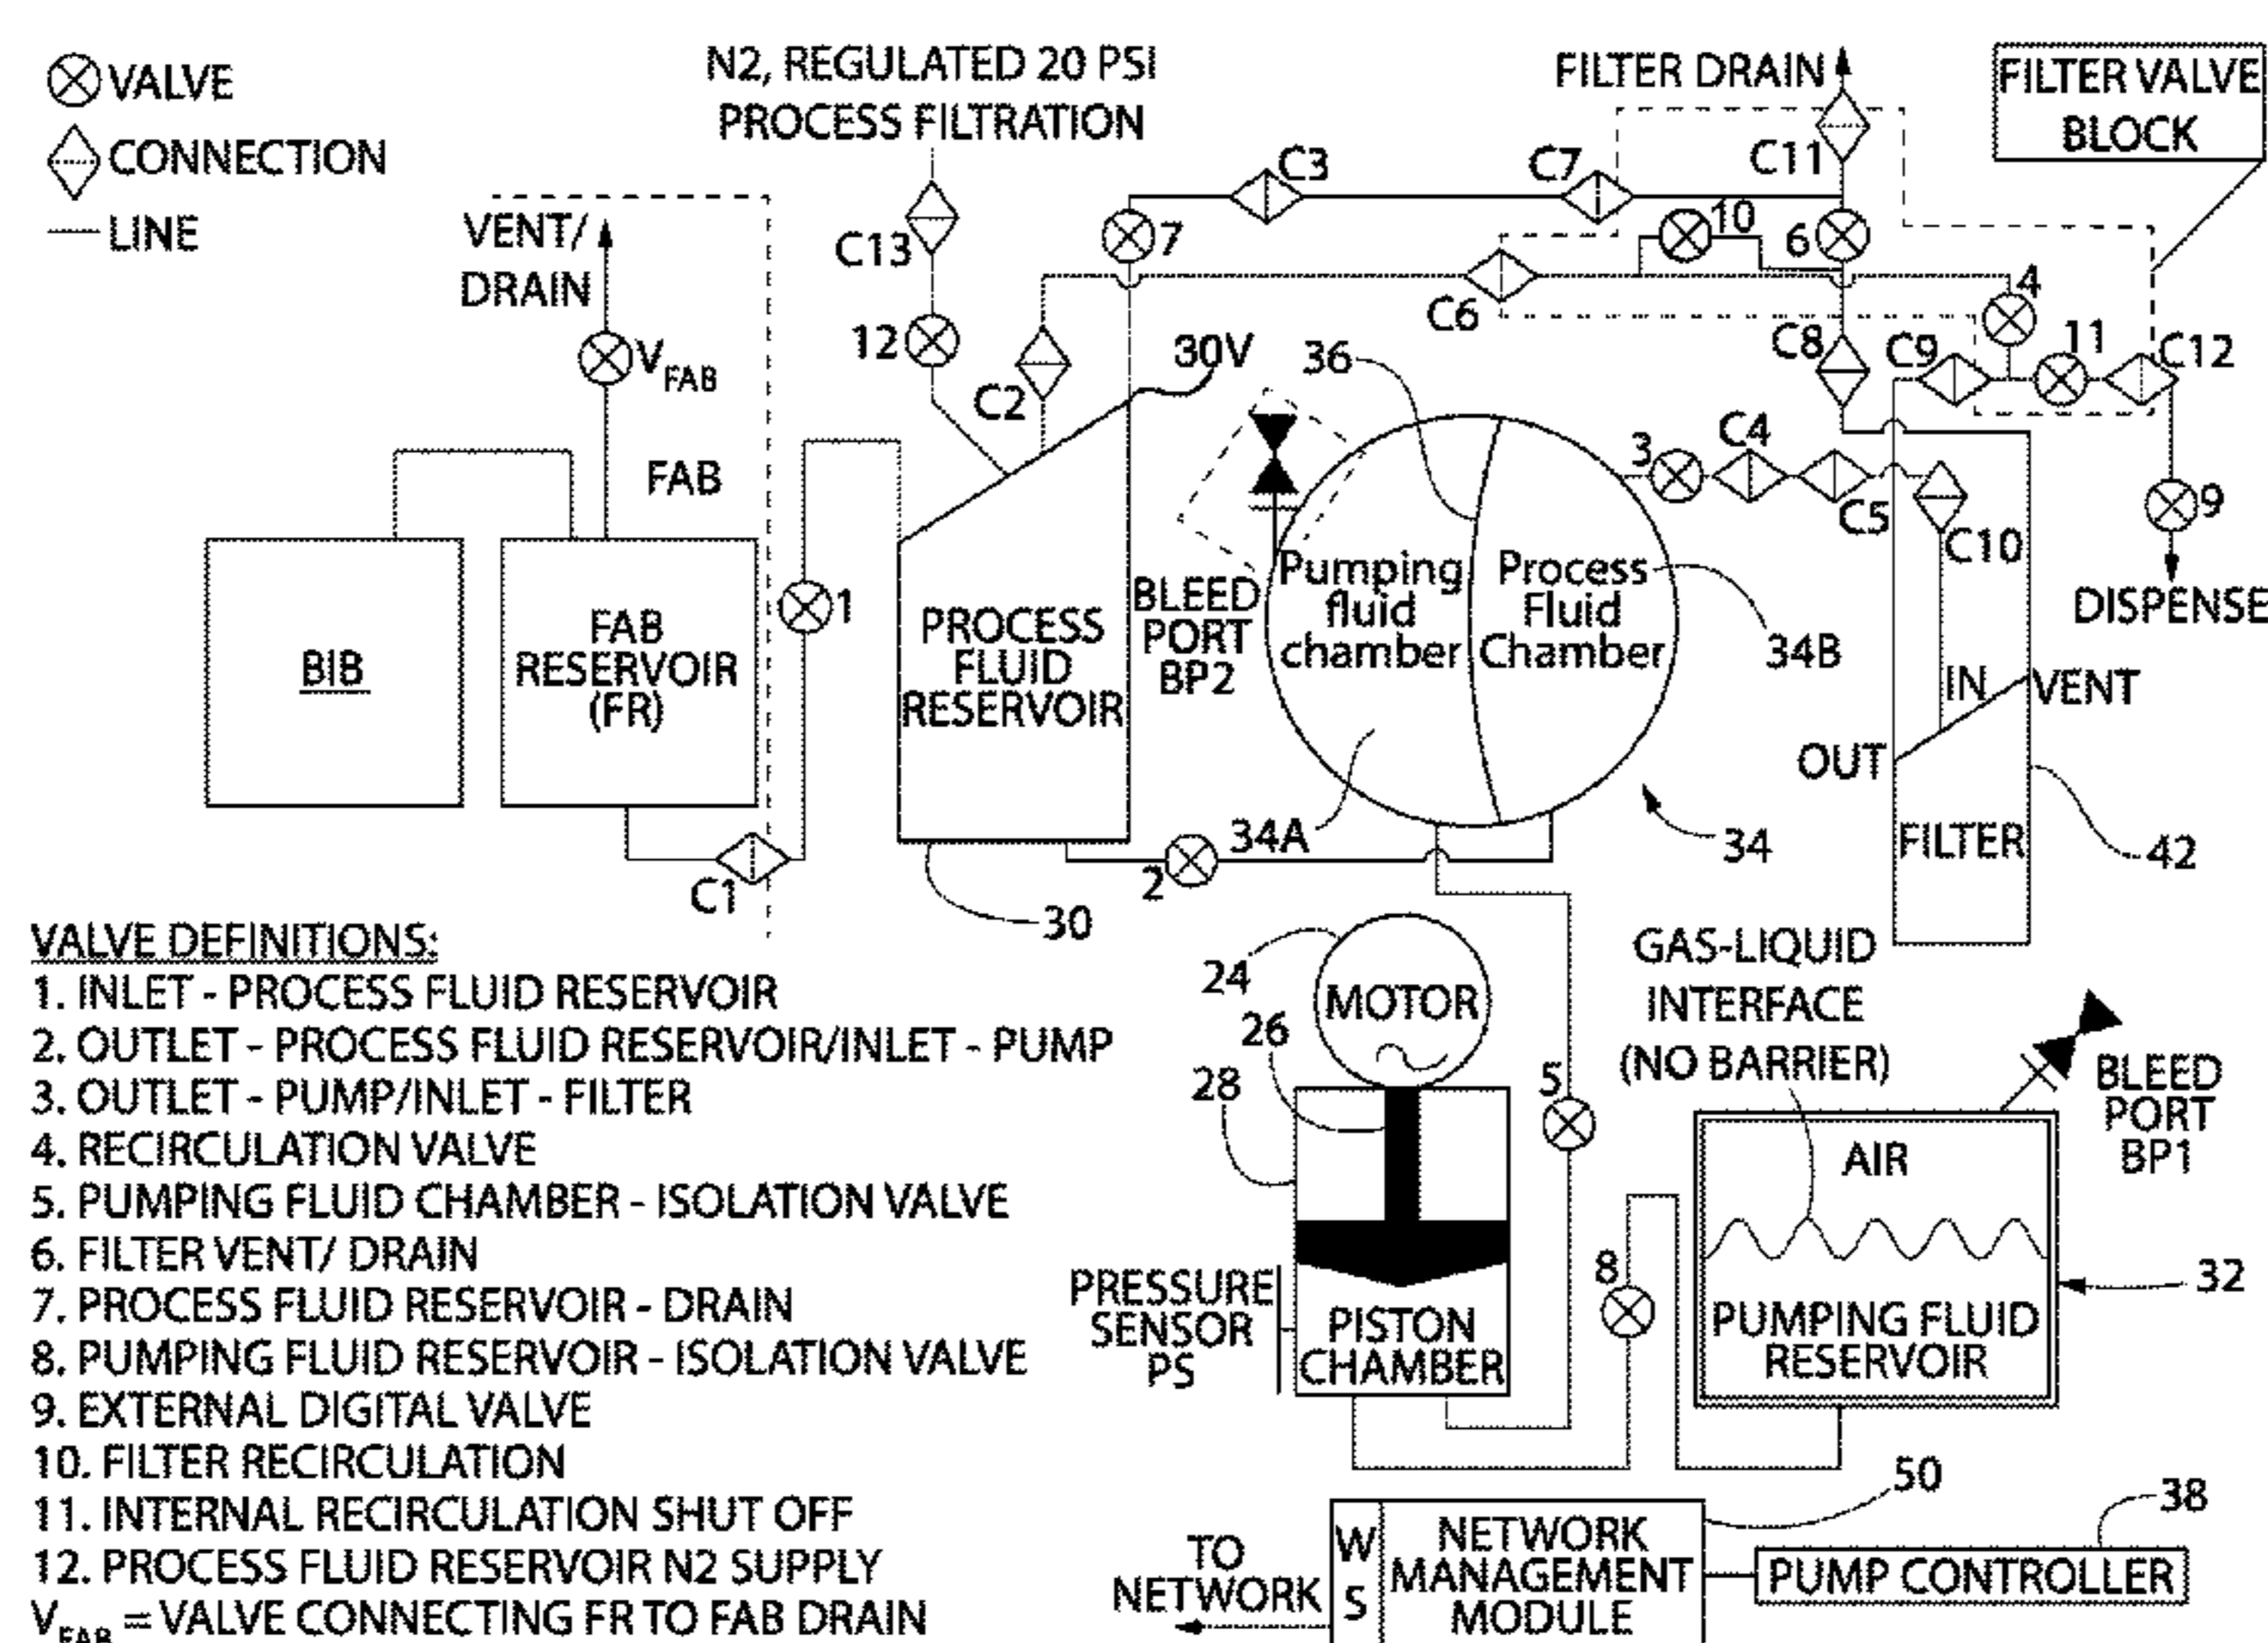 VALVE
CONNECTION
LINE
N2, REGULATED 20 PSI
PROCESS FILTRATION
FILTER DRAIN
FILTER VALVE
BLOCK
VENT/
DRAIN
V FAB
FAB
C13
12
C2
7
C3
C7
C11
10
6
C6
4
C8
C9
11
C12
30V
36
3
C4
C5
C10
9
DISPENSE
BIB
FAB
RESERVOIR
(FR)
1
C1
PROCESS
FLUID
RESERVOIR
BLEED
PORT
BP2
Pumping
fluid
chamber
Process
Fluid
Chamber
34B
34A
34
IN
VENT
OUT
FILTER
42
2
30
24
MOTOR
26
28
5
GAS-LIQUID
INTERFACE
(NO BARRIER)
BLEED
PORT
BP1
AIR
PUMPING FLUID
RESERVOIR
32
8
PRESSURE
SENSOR
PS
PISTON
CHAMBER
TO
NETWORK
W
S
NETWORK
MANAGEMENT
MODULE
50
38
PUMP CONTROLLER
VALVE DEFINITIONS:
1. INLET - PROCESS FLUID RESERVOIR
2. OUTLET - PROCESS FLUID RESERVOIR/INLET - PUMP
3. OUTLET - PUMP/INLET - FILTER
4. RECIRCULATION VALVE
5. PUMPING FLUID CHAMBER - ISOLATION VALVE
6. FILTER VENT/ DRAIN
7. PROCESS FLUID RESERVOIR - DRAIN
8. PUMPING FLUID RESERVOIR - ISOLATION VALVE
9. EXTERNAL DIGITAL VALVE
10. FILTER RECIRCULATION
11. INTERNAL RECIRCULATION SHUT OFF
12. PROCESS FLUID RESERVOIR N2 SUPPLY
V FAB = VALVE CONNECTING FR TO FAB DRAIN